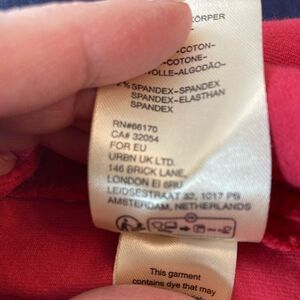 KÖRPER
-COTON-
-COTONE-
WOLLE-ALGODÃO-
%SPANDEX-SPANDEX
SPANDEX-ELASTHAN
SPANDEX
RN#66170
CA# 32054
FOR EU
URBN UK LTD.
146 BRICK LANE,
LONDON E1 6RU
LEIDSESTRAAT 32, 1017 PB
AMSTERDAM, NETHERLANDS
This garment
contains dye that may